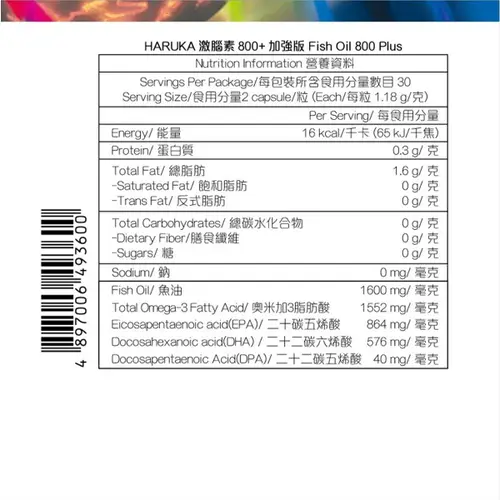 HARUKA 激腦素 800+ 加強版 Fish Oil 800 Plus
Nutrition Information 營養資料
Servings Per Package/每包裝所含食用分量數目 30
Serving Size/食用分量2 capsule/粒 (Each/每粒 1.18 g/克)
Per Serving/ 每食用分量
Energy/ 能量 16 kcal/千卡 (65 kJ/千焦)
Protein/ 蛋白質 0.3 g/ 克
Total Fat/ 總脂肪 1.6 g/ 克
-Saturated Fat/ 飽和脂肪 0 g/ 克
-Trans Fat/ 反式脂肪 0 g/ 克
Total Carbohydrates/ 總碳水化合物 0 g/ 克
-Dietary Fiber/膳食纖維 0 g/ 克
-Sugars/ 糖 0 g/ 克
Sodium/ 鈉 0 mg/ 毫克
Fish Oil/ 魚油 1600 mg/ 毫克
Total Omega-3 Fatty Acid/ 奧米加3脂肪酸 1552 mg/ 毫克
Eicosapentaenoic acid(EPA)/ 二十碳五烯酸 864 mg/ 毫克
Docosahexanoic acid(DHA) / 二十二碳六烯酸 576 mg/ 毫克
Docosapentaenoic Acid(DPA)/ 二十二碳五烯酸 40 mg/ 毫克
4 897006 493600